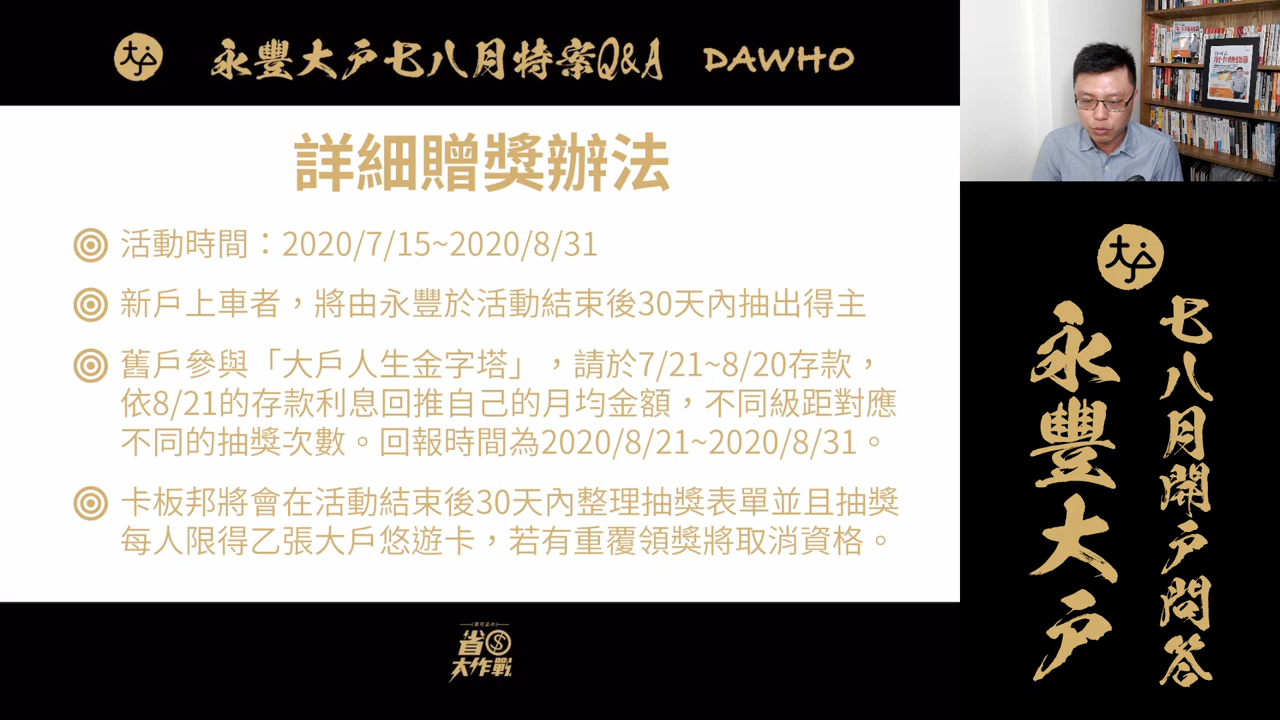 大戶 永豐大戶七八月特案Q&A DAWHO
詳細贈獎辦法
活動時間：2020/7/15~2020/8/31
新戶上車者，將由永豐於活動結束後30天內抽出得主
舊戶參與「大戶人生金字塔」，請於7/21~8/20存款，
依8/21的存款利息回推自己的月均金額，不同級距對應
不同的抽獎次數。回報時間為2020/8/21~2020/8/31。
卡板邦將會在活動結束後30天內整理抽獎表單並且抽獎
每人限得乙張大戶悠遊卡，若有重覆領獎將取消資格。
省
大作戰
大戶
七八月開戶問答
永豐大戶